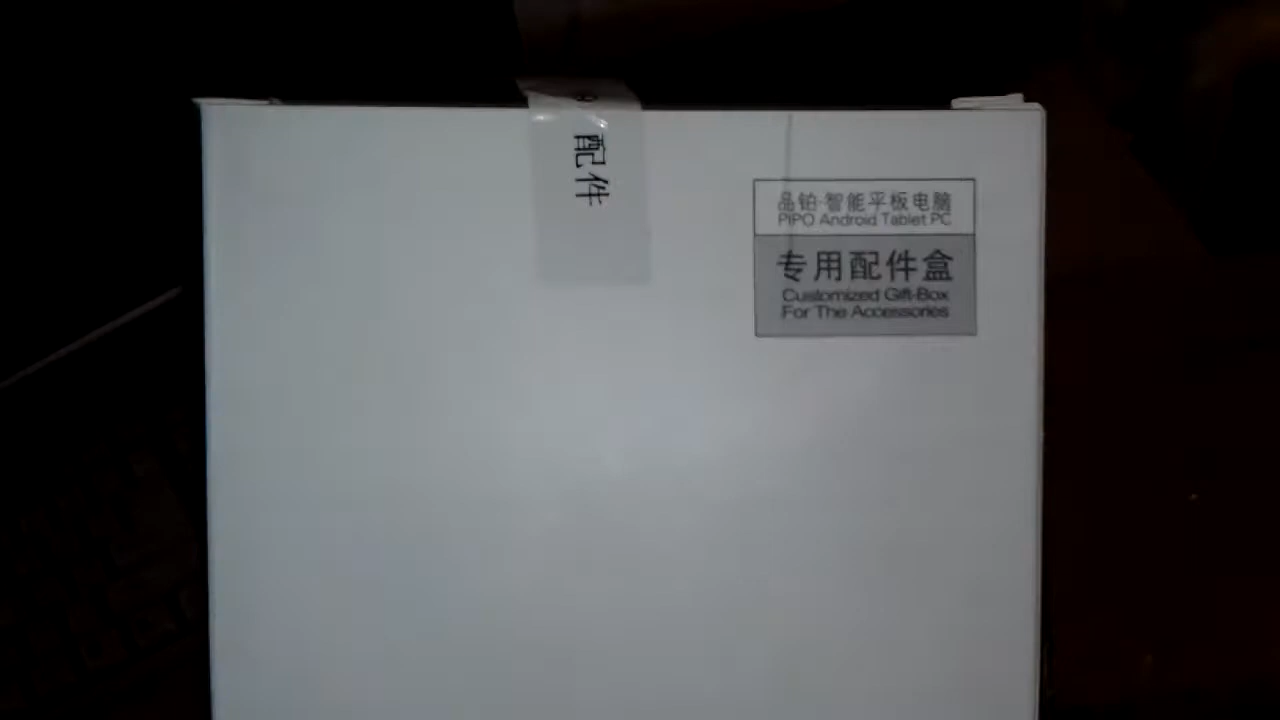 配件
品铂·智能平板电脑
PIPO Android Tablet PC
专用配件盒
Customized Gift-Box
For The Accessories